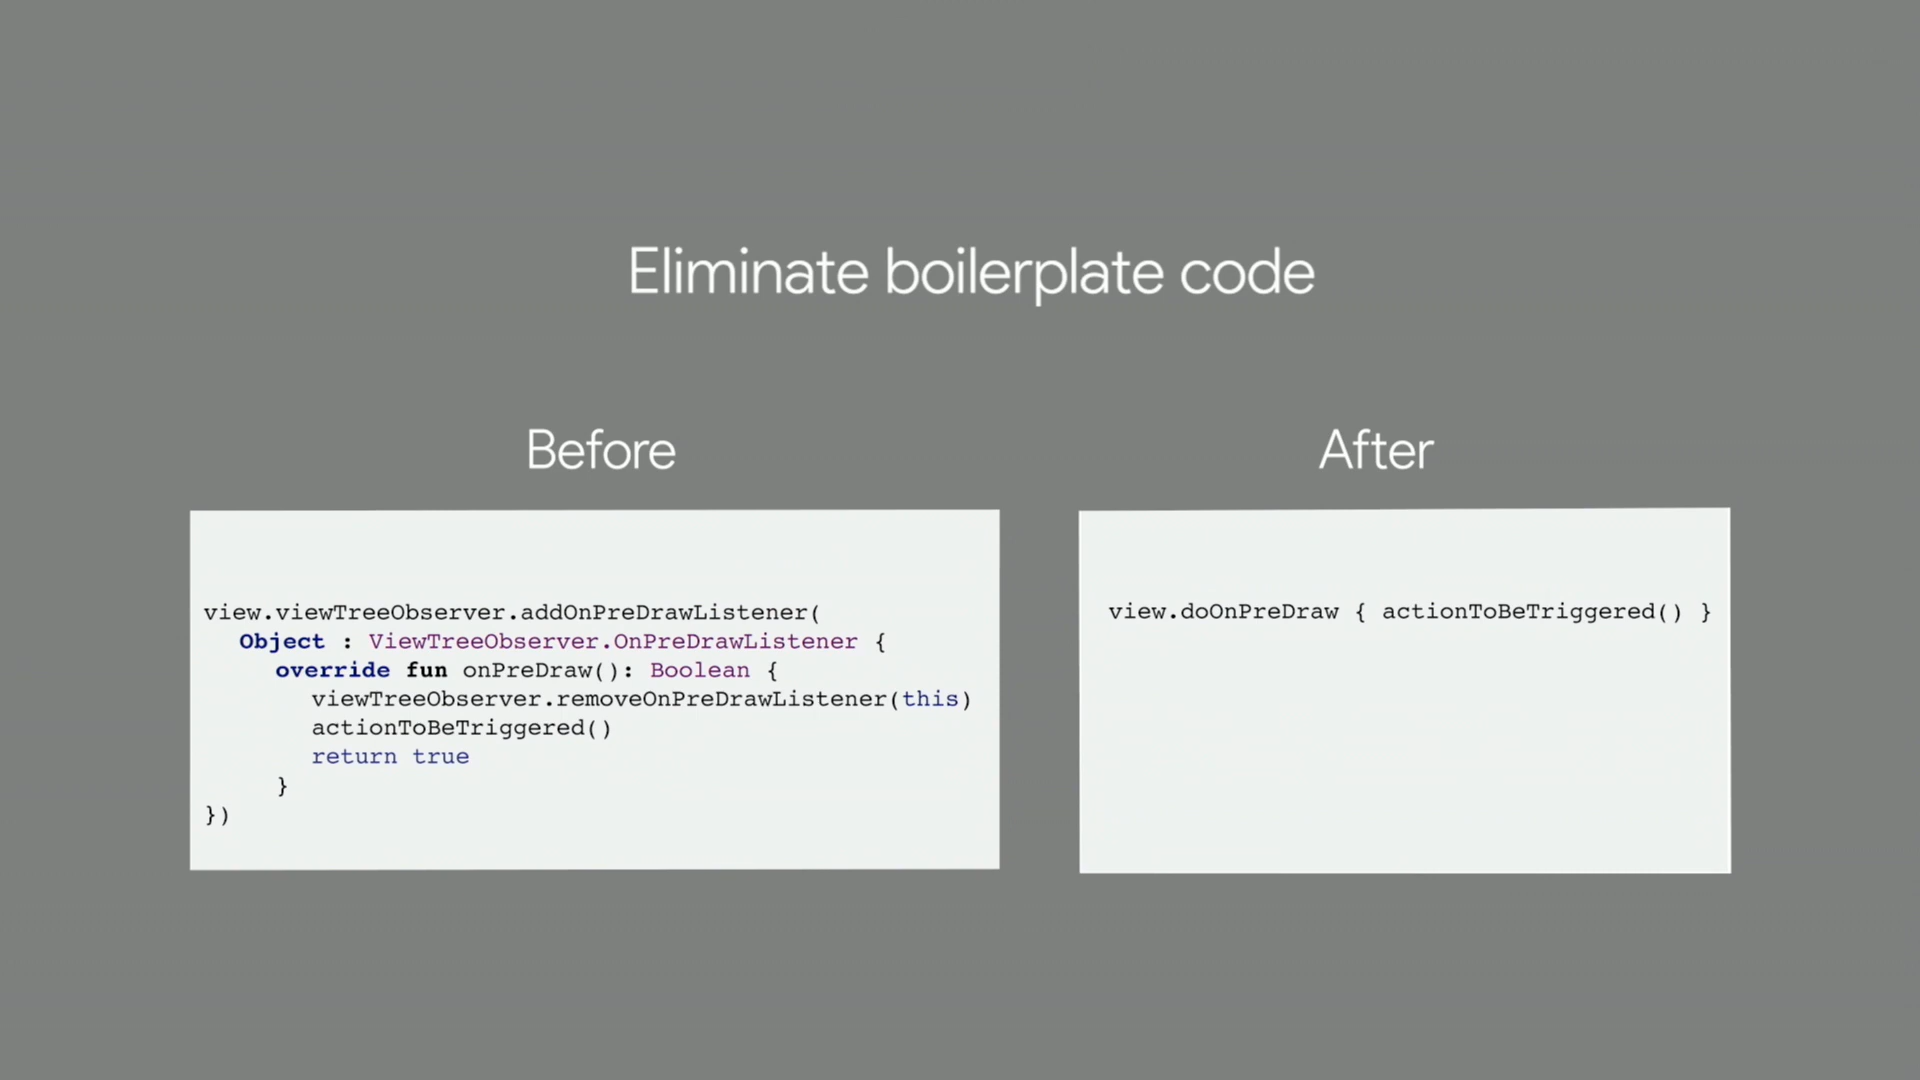 Eliminate boilerplate code
Before
view.viewTreeObserver.addOnPreDrawListener(
Object : ViewTreeObserver.OnPreDrawListener {
override fun onPreDraw(): Boolean {
viewTreeObserver.removeOnPreDrawListener(this)
actionToBeTriggered()
return true
}
})
After
view.doOnPreDraw { actionToBeTriggered() }